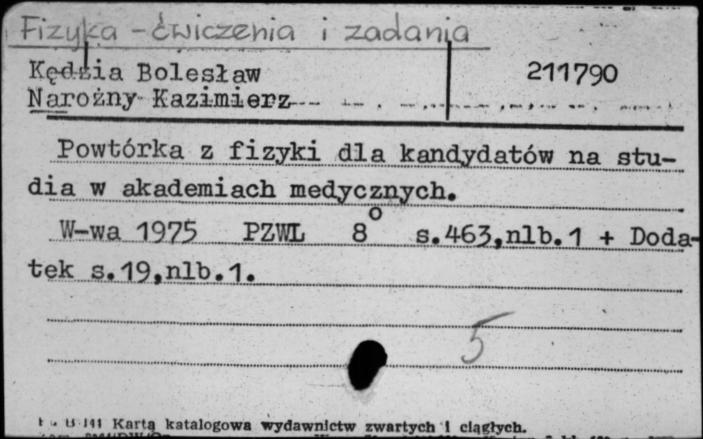 Fizyka - ćwiczenia i zadania
Kędzia Bolesław 211790
Narożny Kazimierz
Powtórka z fizyki dla kandydatów na stu-
dia w akademiach medycznych.
W-wa 1975 PZWL 8° s.463,nlb.1 + Doda-
tek s.19,nlb.1.
5
Karta katalogowa wydawnictw zwartych i ciągłych.